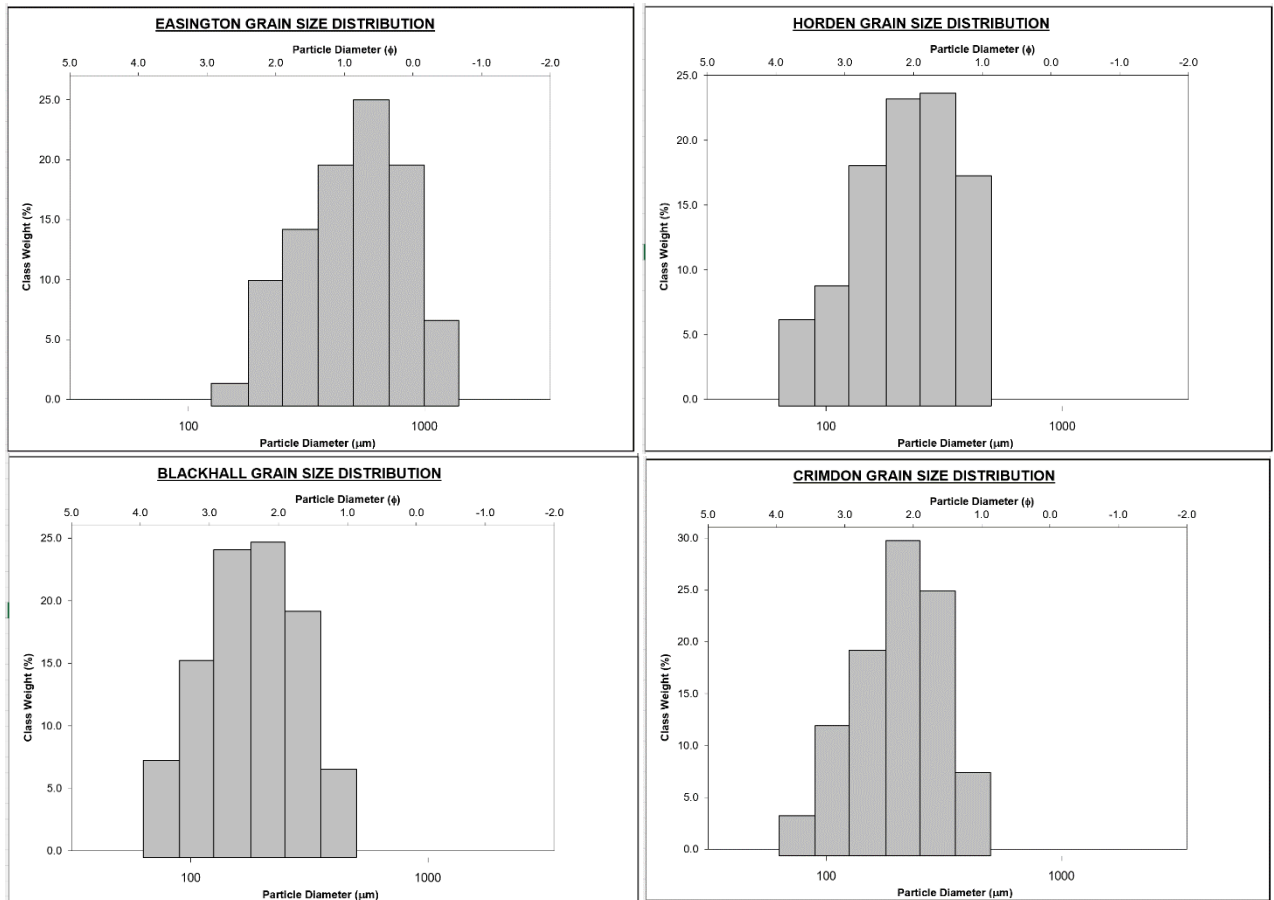 EASINGTON GRAIN SIZE DISTRIBUTION
Particle Diameter (ϕ)
5.0 4.0 3.0 2.0 1.0 0.0 -1.0 -2.0
25.0
20.0
15.0
10.0
5.0
0.0
Class Weight (%)
100 1000
Particle Diameter (μm)
HORDEN GRAIN SIZE DISTRIBUTION
Particle Diameter (ϕ)
5.0 4.0 3.0 2.0 1.0 0.0 -1.0 -2.0
25.0
20.0
15.0
10.0
5.0
0.0
Class Weight (%)
100 1000
Particle Diameter (μm)
BLACKHALL GRAIN SIZE DISTRIBUTION
Particle Diameter (ϕ)
5.0 4.0 3.0 2.0 1.0 0.0 -1.0 -2.0
25.0
20.0
15.0
10.0
5.0
0.0
Class Weight (%)
100 1000
Particle Diameter (μm)
CRIMDON GRAIN SIZE DISTRIBUTION
Particle Diameter (ϕ)
5.0 4.0 3.0 2.0 1.0 0.0 -1.0 -2.0
30.0
25.0
20.0
15.0
10.0
5.0
0.0
Class Weight (%)
100 1000
Particle Diameter (μm)